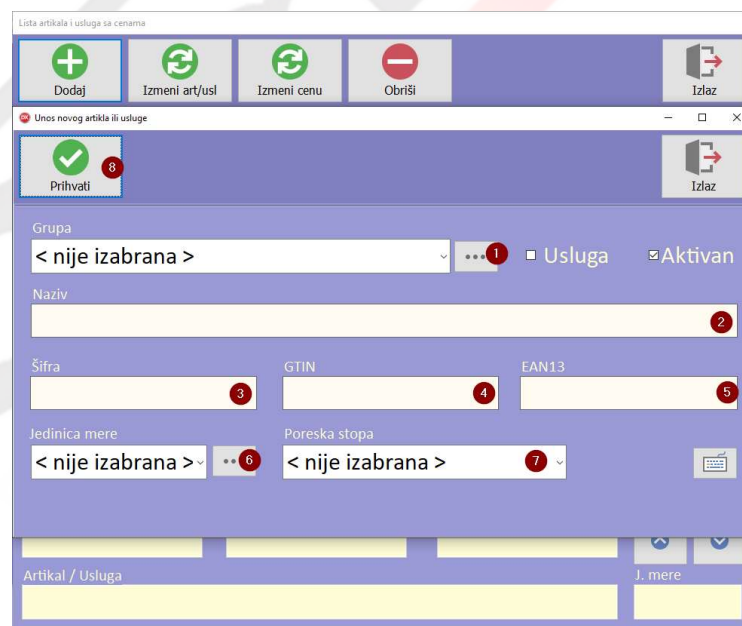 Lista artikala i usluga sa cenama
Dodaj
Izmeni art/usl
Izmeni cenu
Obriši
Izlaz
Unos novog artikla ili usluge
Prihvati
8
Izlaz
Grupa
< nije izabrana >
1
Usluga
Aktivan
Naziv
2
Šifra
GTIN
EAN13
3
4
5
Jedinica mere
Poreska stopa
< nije izabrana >
6
< nije izabrana >
7
Artikal / Usluga
J. mere